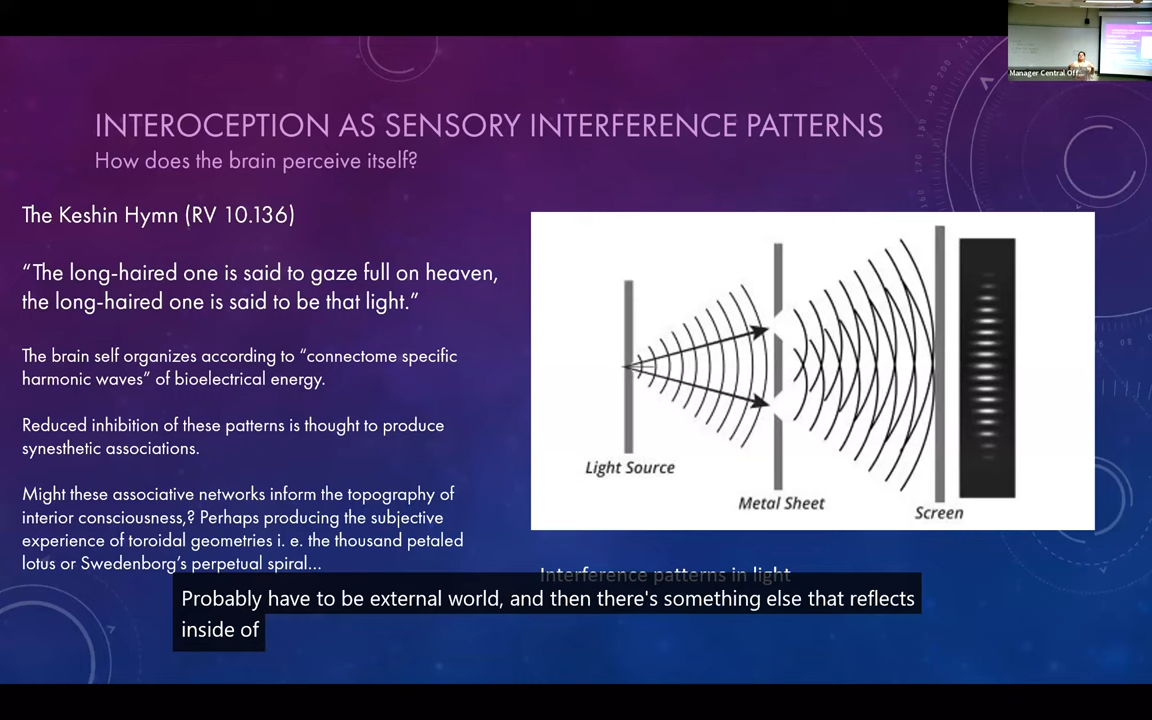 Manager Central Off...
INTEROCEPTION AS SENSORY INTERFERENCE PATTERNS
How does the brain perceive itself?
The Keshin Hymn (RV 10.136)
“The long-haired one is said to gaze full on heaven,
the long-haired one is said to be that light.”
The brain self organizes according to “connectome specific
harmonic waves” of bioelectrical energy.
Reduced inhibition of these patterns is thought to produce
synesthetic associations.
Might these associative networks inform the topography of
interior consciousness,? Perhaps producing the subjective
experience of toroidal geometries i. e. the thousand petaled
lotus or Swedenborg’s perpetual spiral...
Light Source
Metal Sheet
Screen
Interference patterns in light
Probably have to be external world, and then there's something else that reflects
inside of
210
200
190
180
170
160